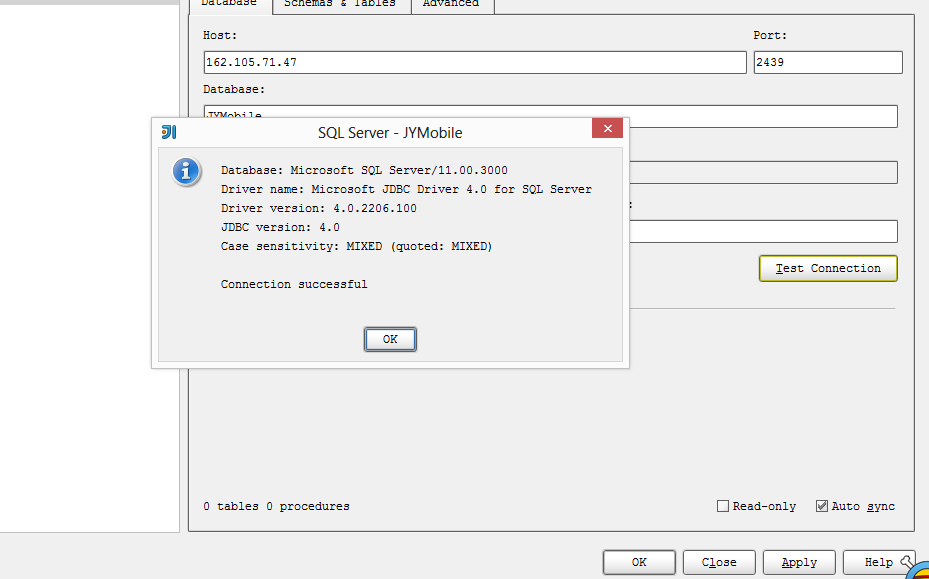 Database Schemas & Tables Advanced
Host: Port:
162.105.71.47 2439
Database:
JYMobile
SQL Server - JYMobile
Database: Microsoft SQL Server/11.00.3000
Driver name: Microsoft JDBC Driver 4.0 for SQL Server
Driver version: 4.0.2206.100
JDBC version: 4.0
Case sensitivity: MIXED (quoted: MIXED)
:
Test Connection
Connection successful
OK
0 tables 0 procedures Read-only Auto sync
OK Close Apply Help